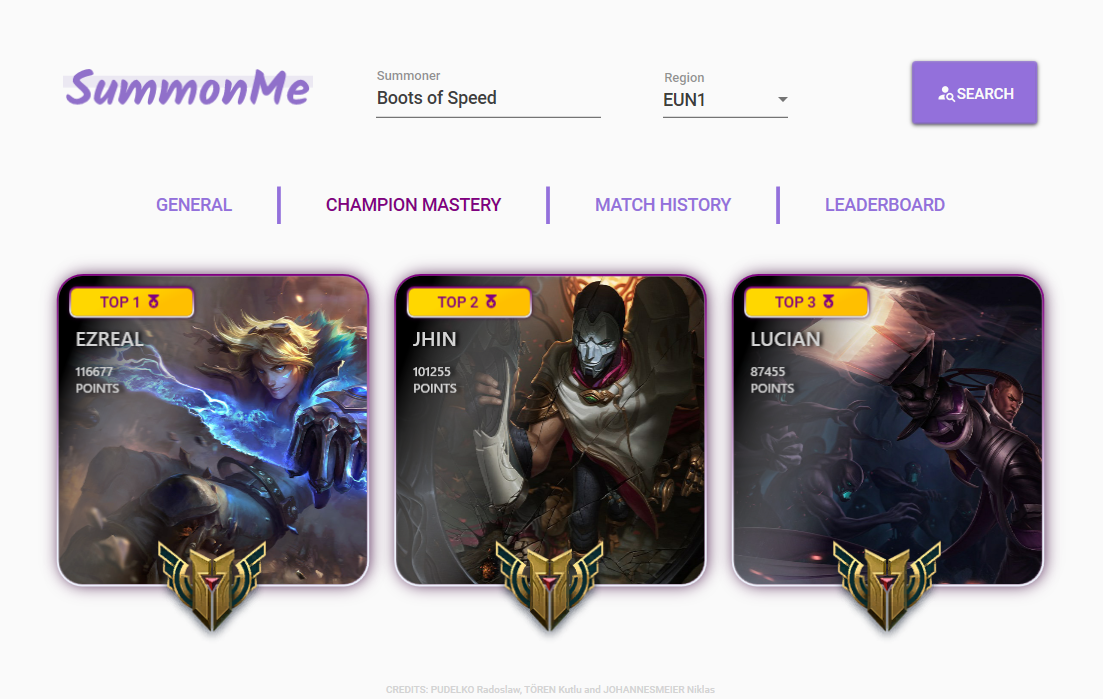 SummonMe
Summoner
Boots of Speed
Region
EUN1
SEARCH
GENERAL
CHAMPION MASTERY
MATCH HISTORY
LEADERBOARD
TOP 1
EZREAL
116677
POINTS
TOP 2
JHIN
101255
POINTS
TOP 3
LUCIAN
87455
POINTS
CREDITS: PUDELKO Radoslaw, TÖREN Kutlu and JOHANNESMEIER Niklas